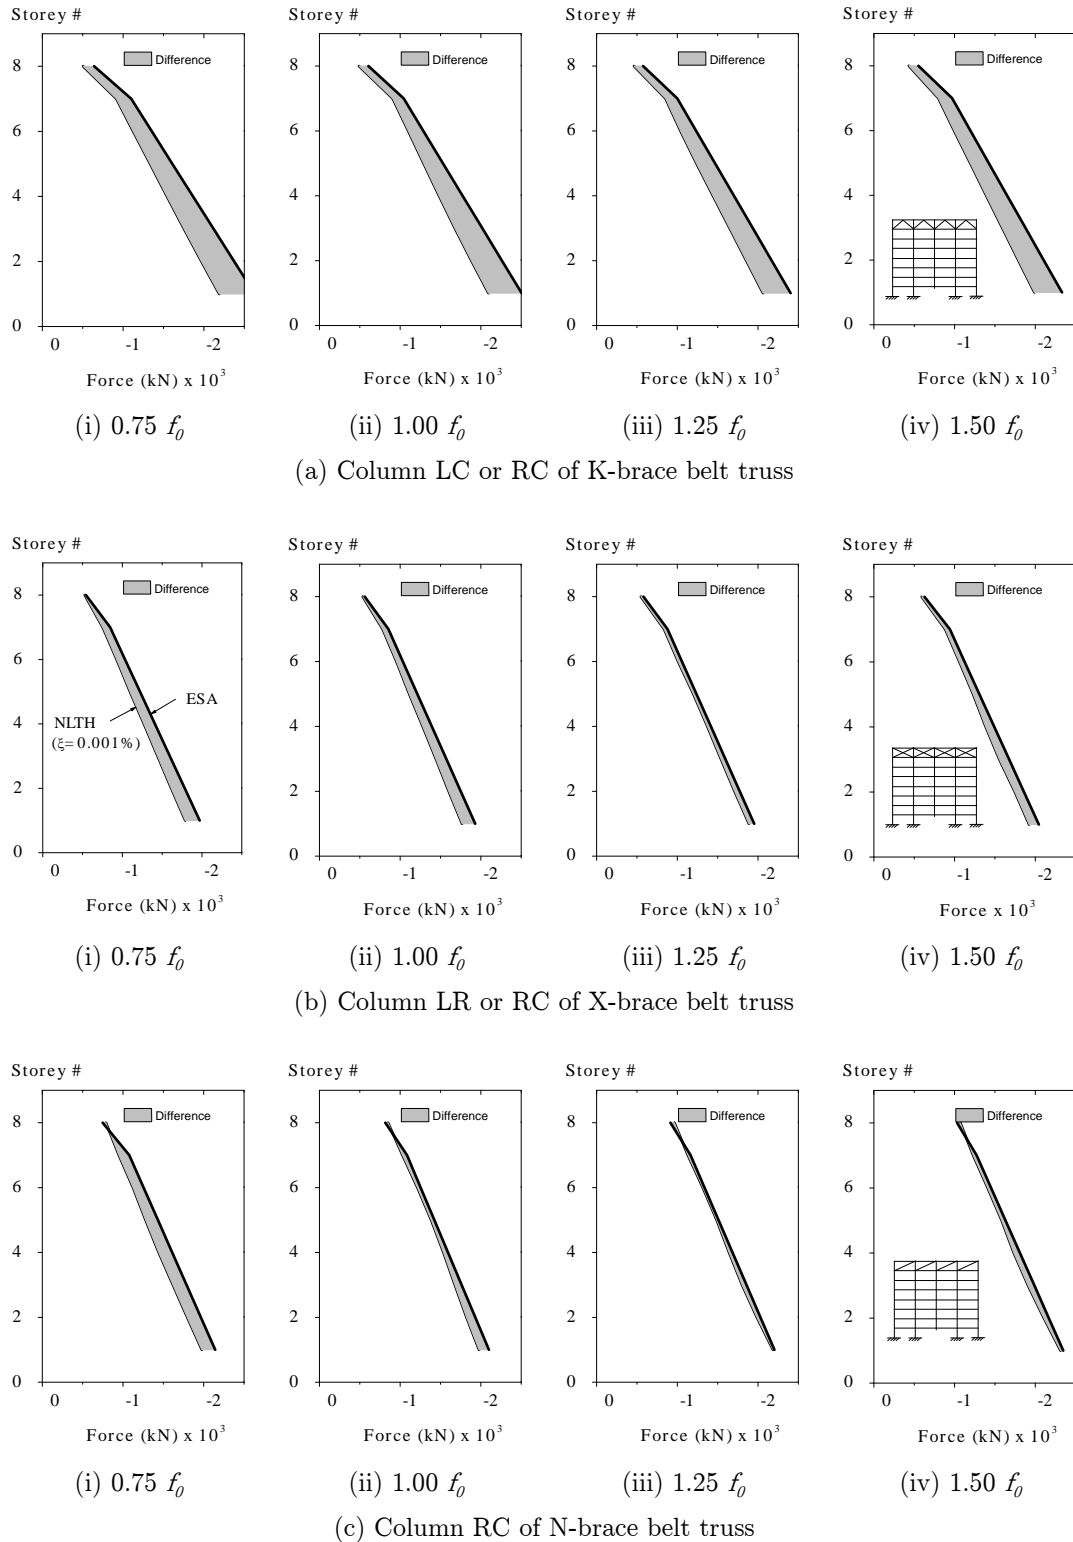 Storey # Storey # Storey # Storey #
Difference Difference Difference Difference
8 8 8 8
6 6 6 6
4 4 4 4
2 2 2 2
0 0 0 0
0 -1 -2 0 -1 -2 0 -1 -2 0 -1 -2
Force (kN) x 10³ Force (kN) x 10³ Force (kN) x 10³ Force (kN) x 10³
(i) 0.75 f₀ (ii) 1.00 f₀ (iii) 1.25 f₀ (iv) 1.50 f₀
(a) Column LC or RC of K-brace belt truss
Storey # Storey # Storey # Storey #
Difference Difference Difference Difference
8 8 8 8
6 6 6 6
ESA
NLTH
4 4 4 4
(ξ=0.001%)
2 2 2 2
0 0 0 0
0 -1 -2 0 -1 -2 0 -1 -2 0 -1 -2
Force (kN) x 10³ Force (kN) x 10³ Force (kN) x 10³ Force x 10³
(i) 0.75 f₀ (ii) 1.00 f₀ (iii) 1.25 f₀ (iv) 1.50 f₀
(b) Column LR or RC of X-brace belt truss
Storey # Storey # Storey # Storey #
Difference Difference Difference Difference
8 8 8 8
6 6 6 6
4 4 4 4
2 2 2 2
0 0 0 0
0 -1 -2 0 -1 -2 0 -1 -2 0 -1 -2
Force (kN) x 10³ Force (kN) x 10³ Force (kN) x 10³ Force (kN) x 10³
(i) 0.75 f₀ (ii) 1.00 f₀ (iii) 1.25 f₀ (iv) 1.50 f₀
(c) Column RC of N-brace belt truss